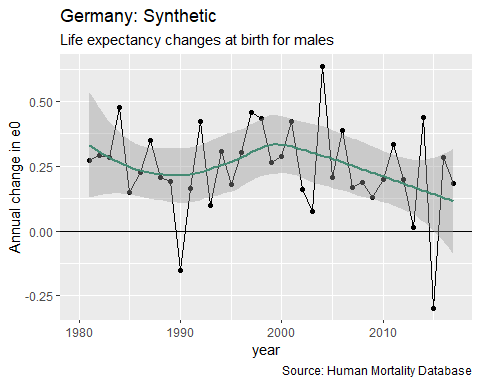 Germany: Synthetic
Life expectancy changes at birth for males
Annual change in e0
0.50
0.25
0.00
-0.25
1980 1990 2000 2010
year
Source: Human Mortality Database